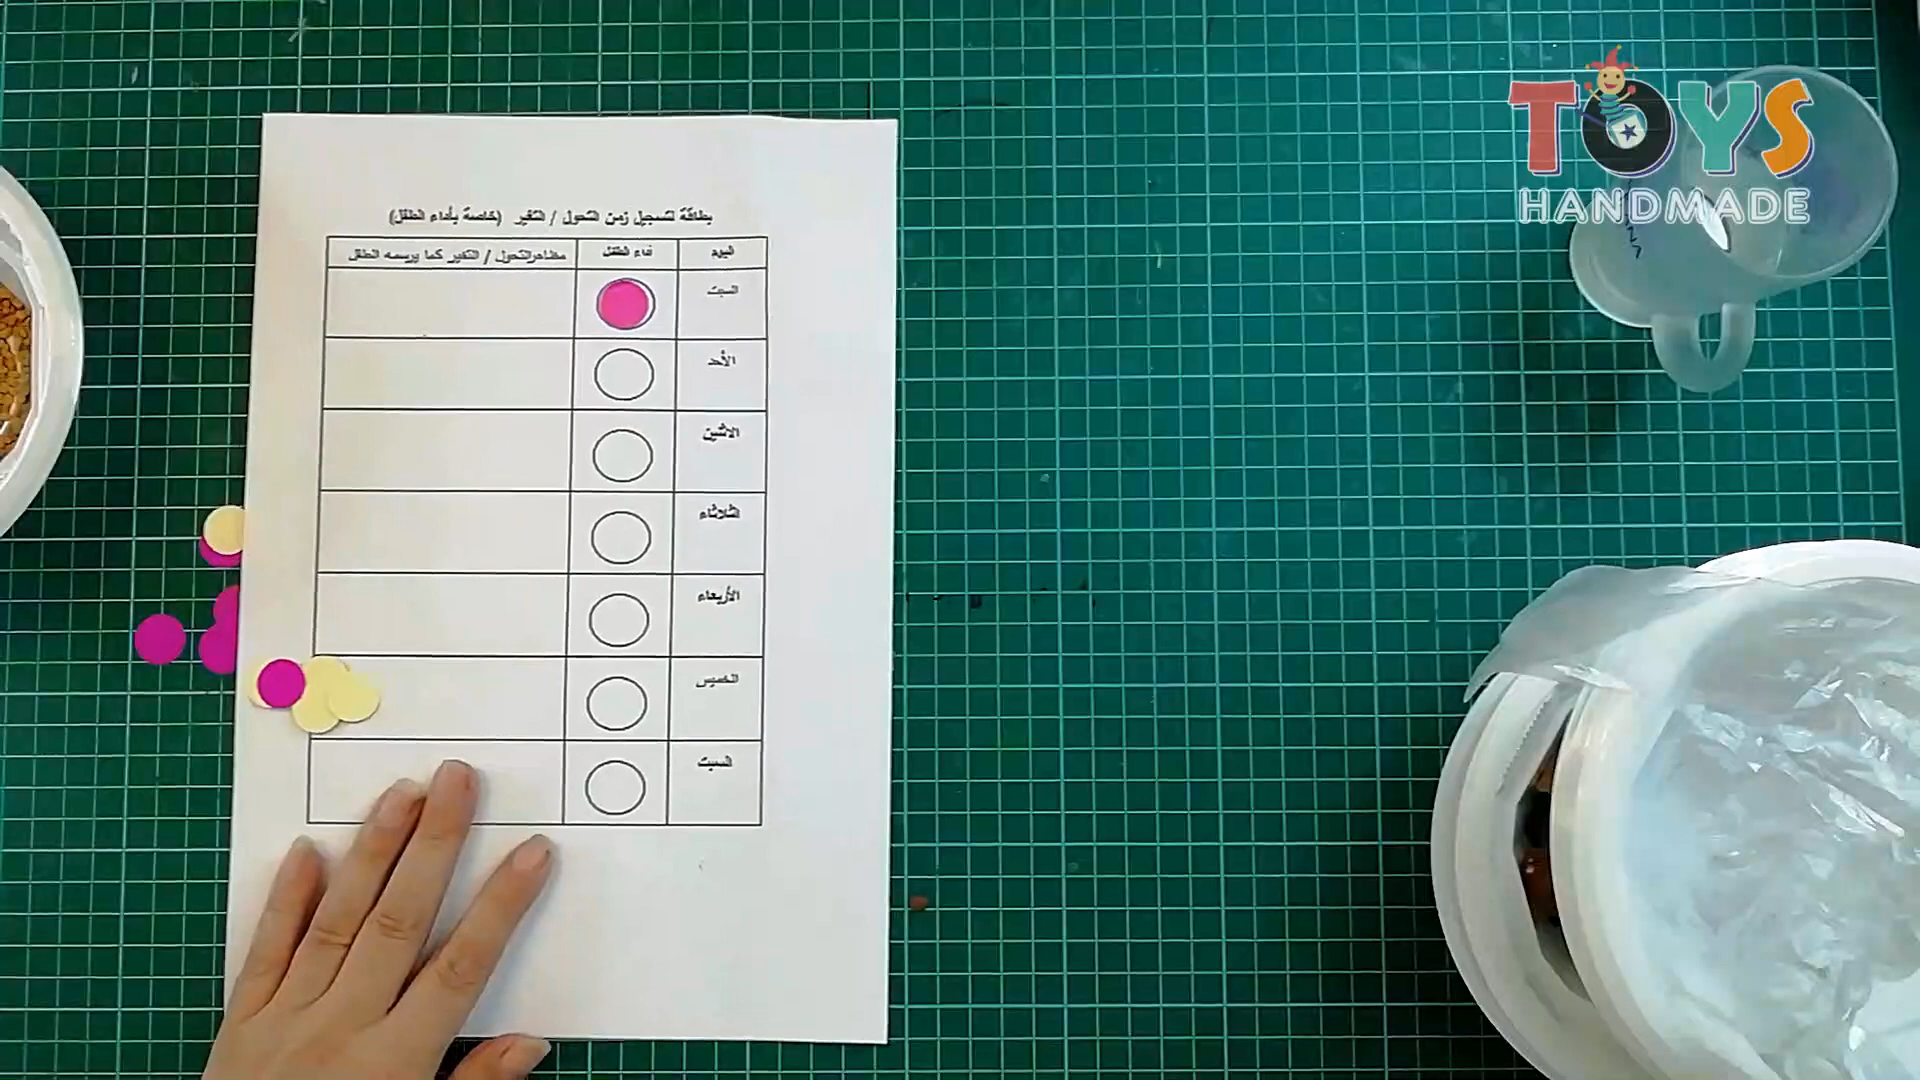 بطاقة لتسجيل زمن التحول / التغير (خاصة بأداء الطفل)
اليوم أداء الطفل مظاهر التحول / التغير كما يرسمه الطفل
السبت
الأحد
الاثنين
الثلاثاء
الأربعاء
الخميس
السبت
TOYS
HANDMADE